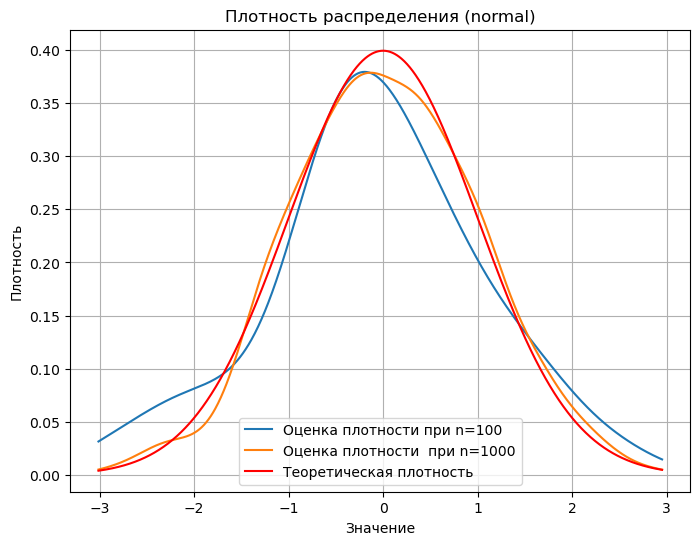 Плотность распределения (normal)
Плотность
0.40
0.35
0.30
0.25
0.20
0.15
0.10
0.05
0.00
Оценка плотности при n=100
Оценка плотности  при n=1000
Теоретическая плотность
−3
−2
−1
0
1
2
3
Значение